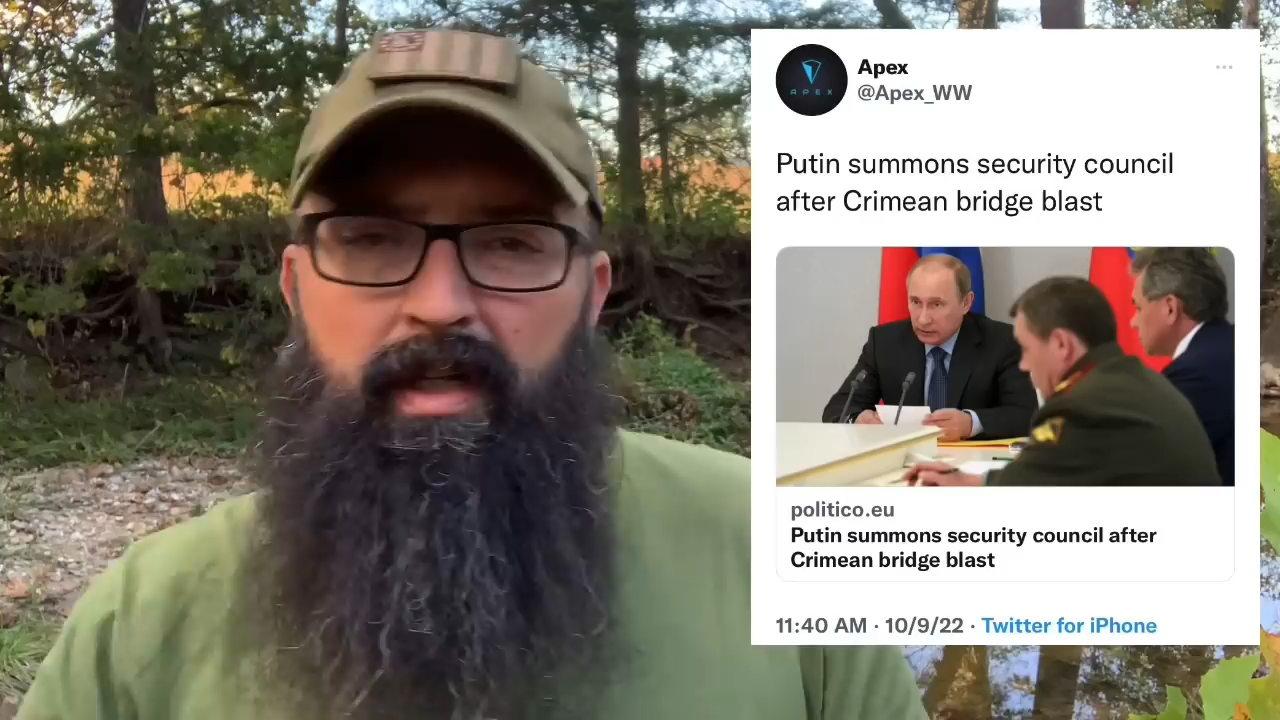 Apex
@Apex_WW
APEX
Putin summons security council
after Crimean bridge blast
politico.eu
Putin summons security council after
Crimean bridge blast
11:40 AM · 10/9/22 · Twitter for iPhone